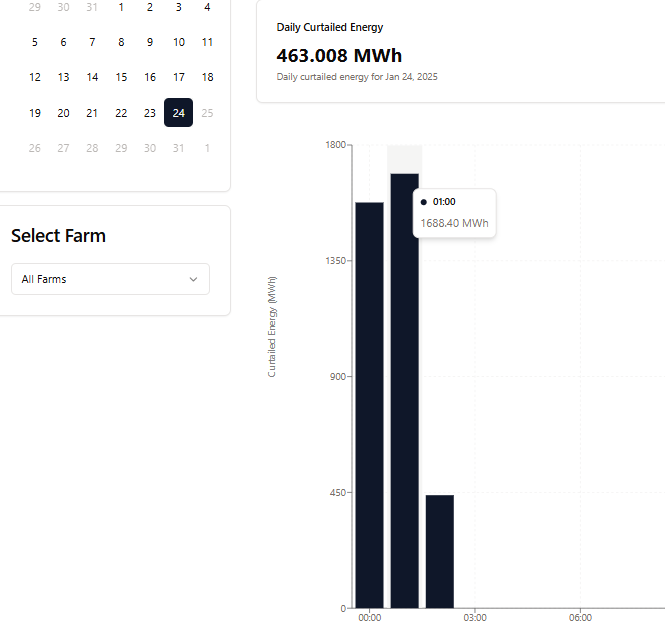 29 30 31 1 2 3 4
5 6 7 8 9 10 11
12 13 14 15 16 17 18
19 20 21 22 23 24 25
26 27 28 29 30 31 1
Select Farm
All Farms
Daily Curtailed Energy
463.008 MWh
Daily curtailed energy for Jan 24, 2025
Curtailed Energy (MWh)
1800
1350
900
450
0
01:00
1688.40 MWh
00:00 03:00 06:00